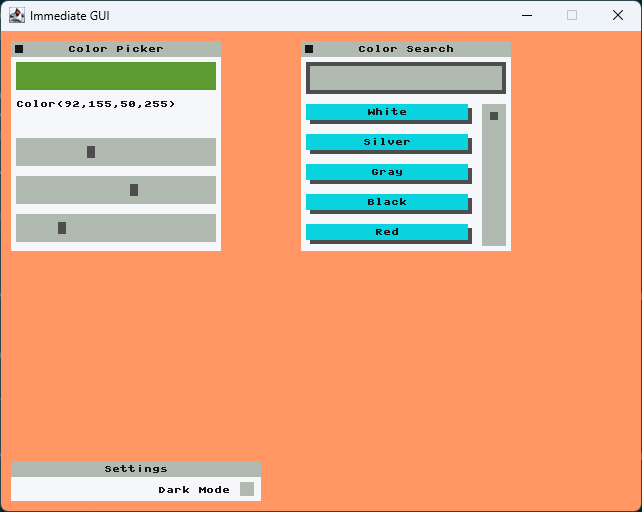 Immediate GUI
Color Picker
Color(92,155,50,255)
Color Search
White
Silver
Gray
Black
Red
Settings
Dark Mode